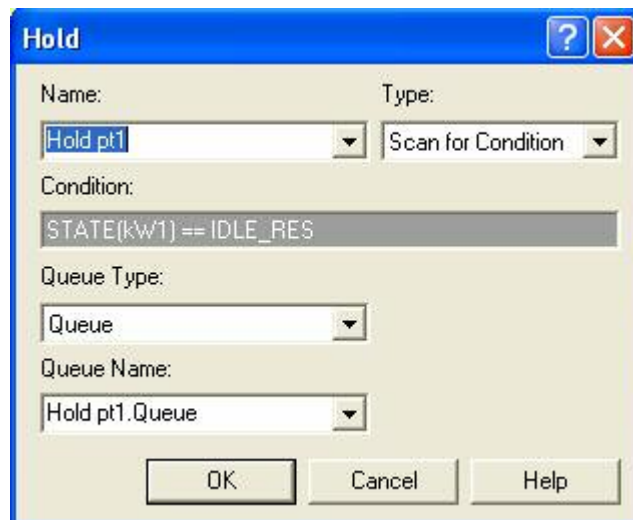 Hold
Name: Type:
Hold pt1 Scan for Condition
Condition:
STATE(kW1) == IDLE_RES
Queue Type:
Queue
Queue Name:
Hold pt1.Queue
OK Cancel Help